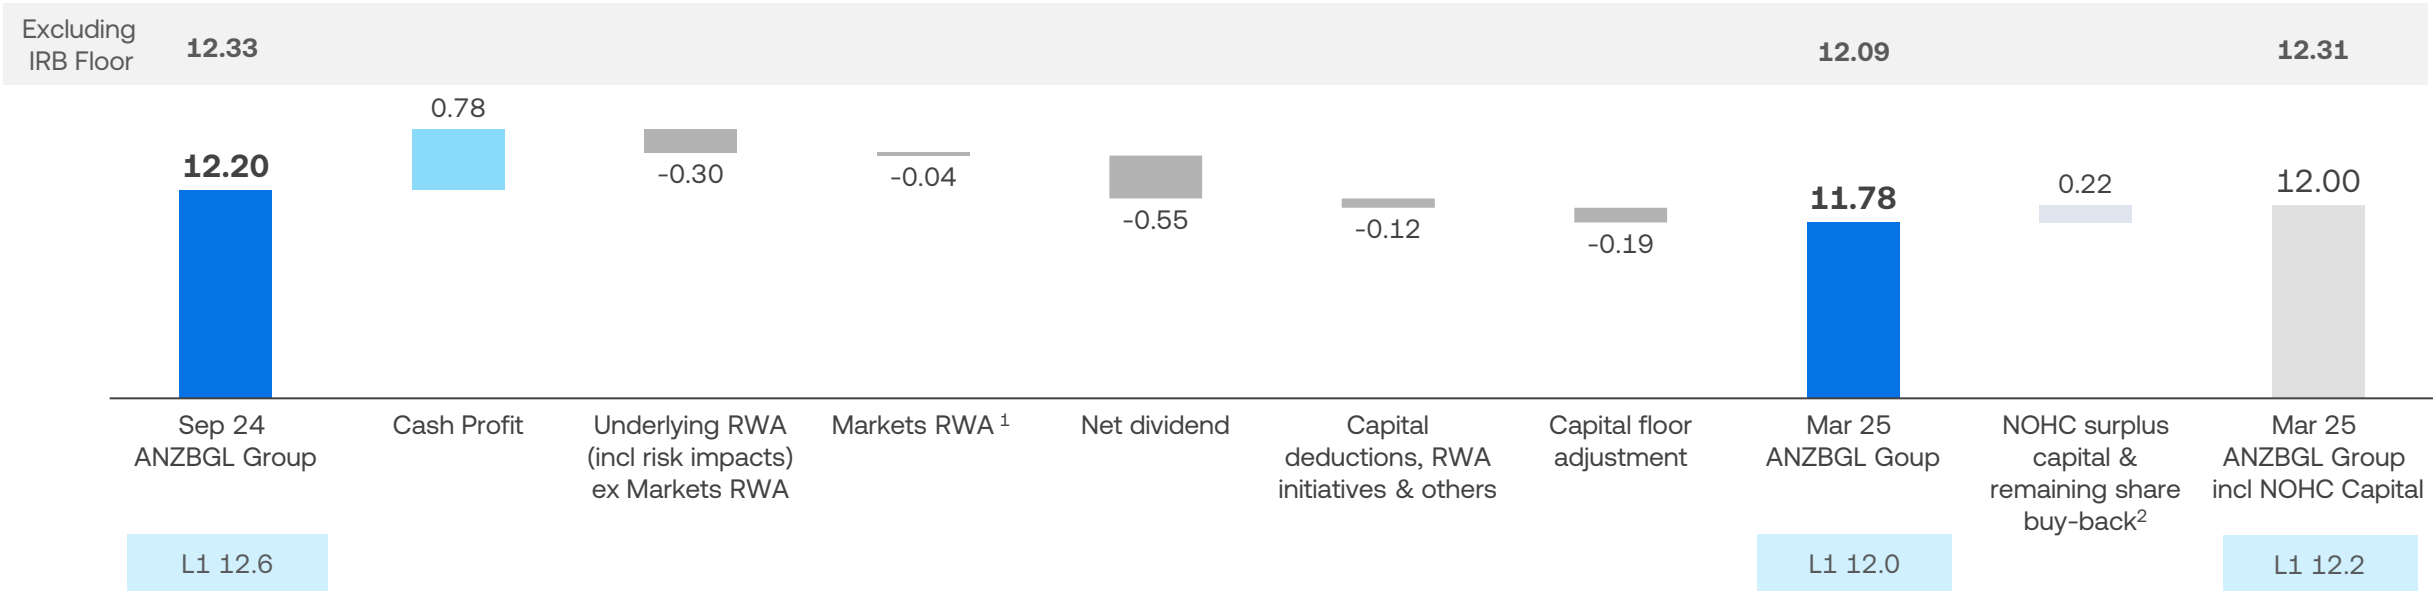 Excluding
IRB Floor
12.33
12.09
12.31
12.20
0.78
-0.30
-0.04
-0.55
-0.12
-0.19
11.78
0.22
12.00
Sep 24
ANZBGL Group
Cash Profit
Underlying RWA
(incl risk impacts)
ex Markets RWA
Markets RWA 1
Net dividend
Capital
deductions, RWA
initiatives & others
Capital floor
adjustment
Mar 25
ANZBGL Goup
NOHC surplus
capital &
remaining share
buy-back2
Mar 25
ANZBGL Group
incl NOHC Capital
L1 12.6
L1 12.0
L1 12.2